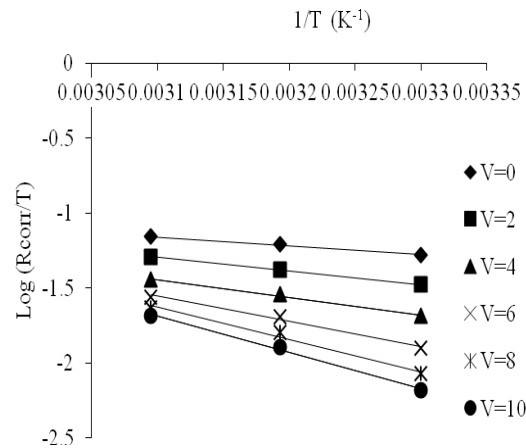 1/T (K-1)
0
0.00305 0.0031 0.00315 0.0032 0.00325 0.0033 0.00335
-0.5
-1
-1.5
-2
-2.5
Log (Rcorr/T)
V=0
V=2
V=4
V=6
V=8
V=10